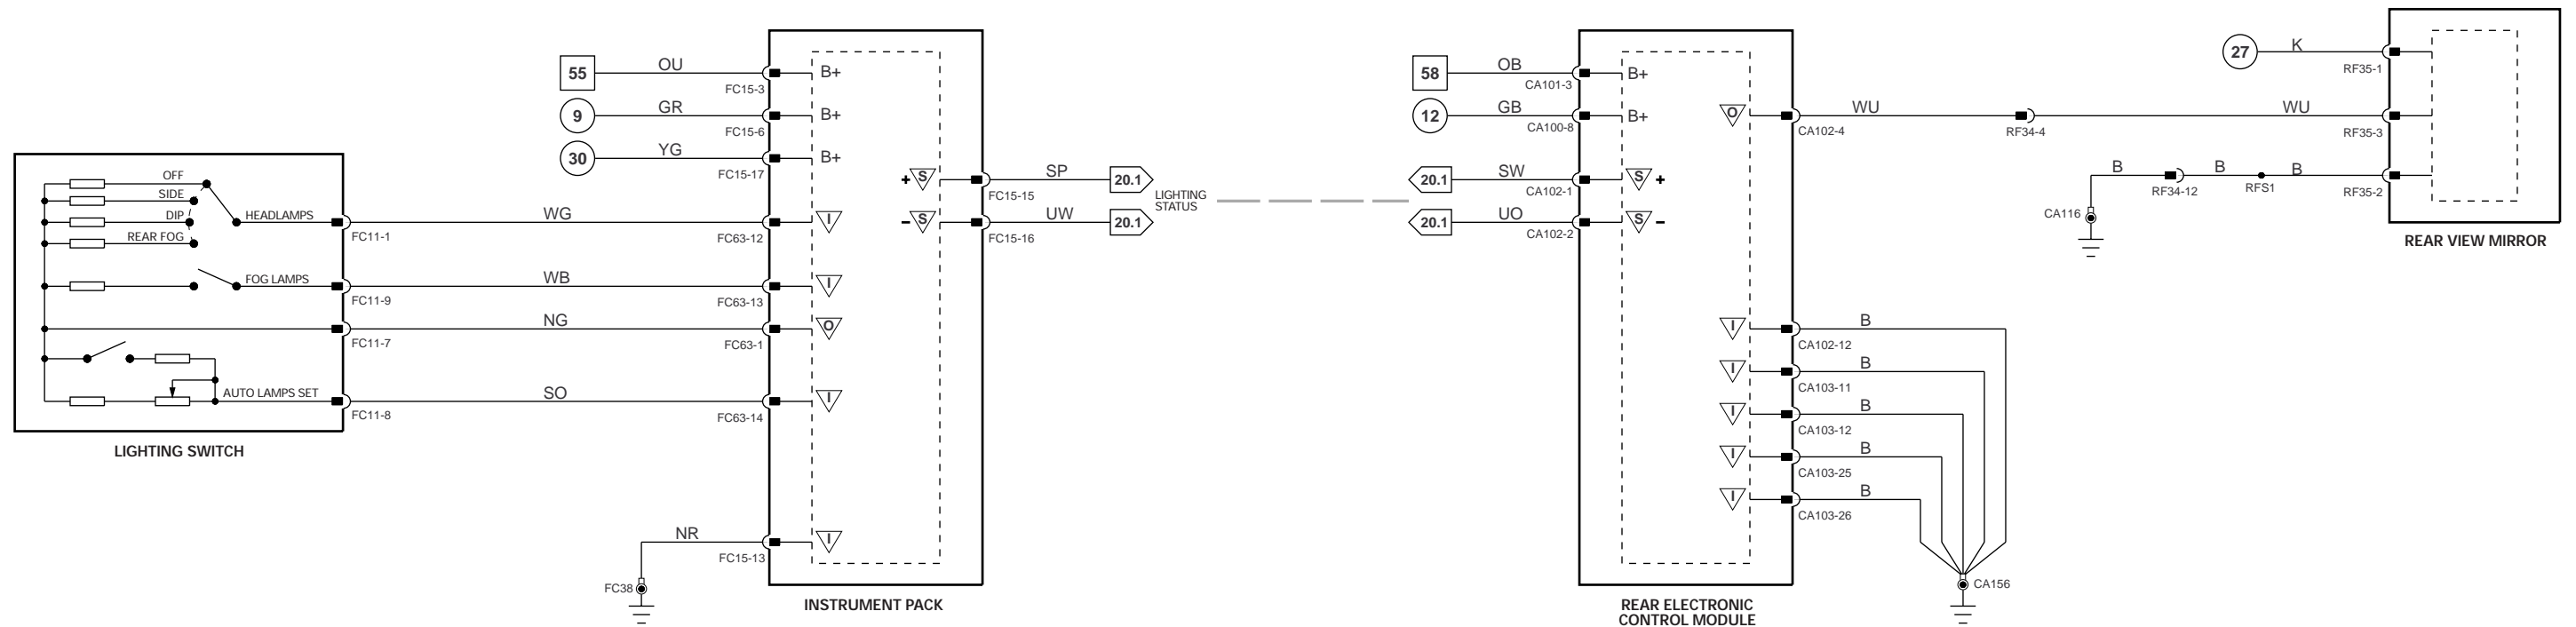 OFF
SIDE
DIP
REAR FOG
HEADLAMPS
FOG LAMPS
AUTO LAMPS SET
FC11-1
FC11-9
FC11-7
FC11-8
LIGHTING SWITCH
WG
WB
NG
SO
55
OU
FC15-3
B+
9
GR
FC15-6
B+
30
YG
FC15-17
B+
FC63-12
I
FC63-13
I
FC63-1
O
FC63-14
I
NR
FC15-13
I
FC38
INSTRUMENT PACK
+ S
FC15-15
SP
20.1
- S
FC15-16
UW
20.1
LIGHTING
STATUS
58
OB
CA101-3
B+
12
GB
CA100-8
B+
20.1
SW
CA102-1
S +
20.1
UO
CA102-2
S -
REAR ELECTRONIC
CONTROL MODULE
O
CA102-4
WU
RF34-4
WU
RF35-3
I
B
CA102-12
I
B
CA103-11
I
B
CA103-12
I
B
CA103-25
I
B
CA103-26
CA156
27
K
RF35-1
CA116
B
RF34-12
B
RFS1
B
RF35-2
REAR VIEW MIRROR